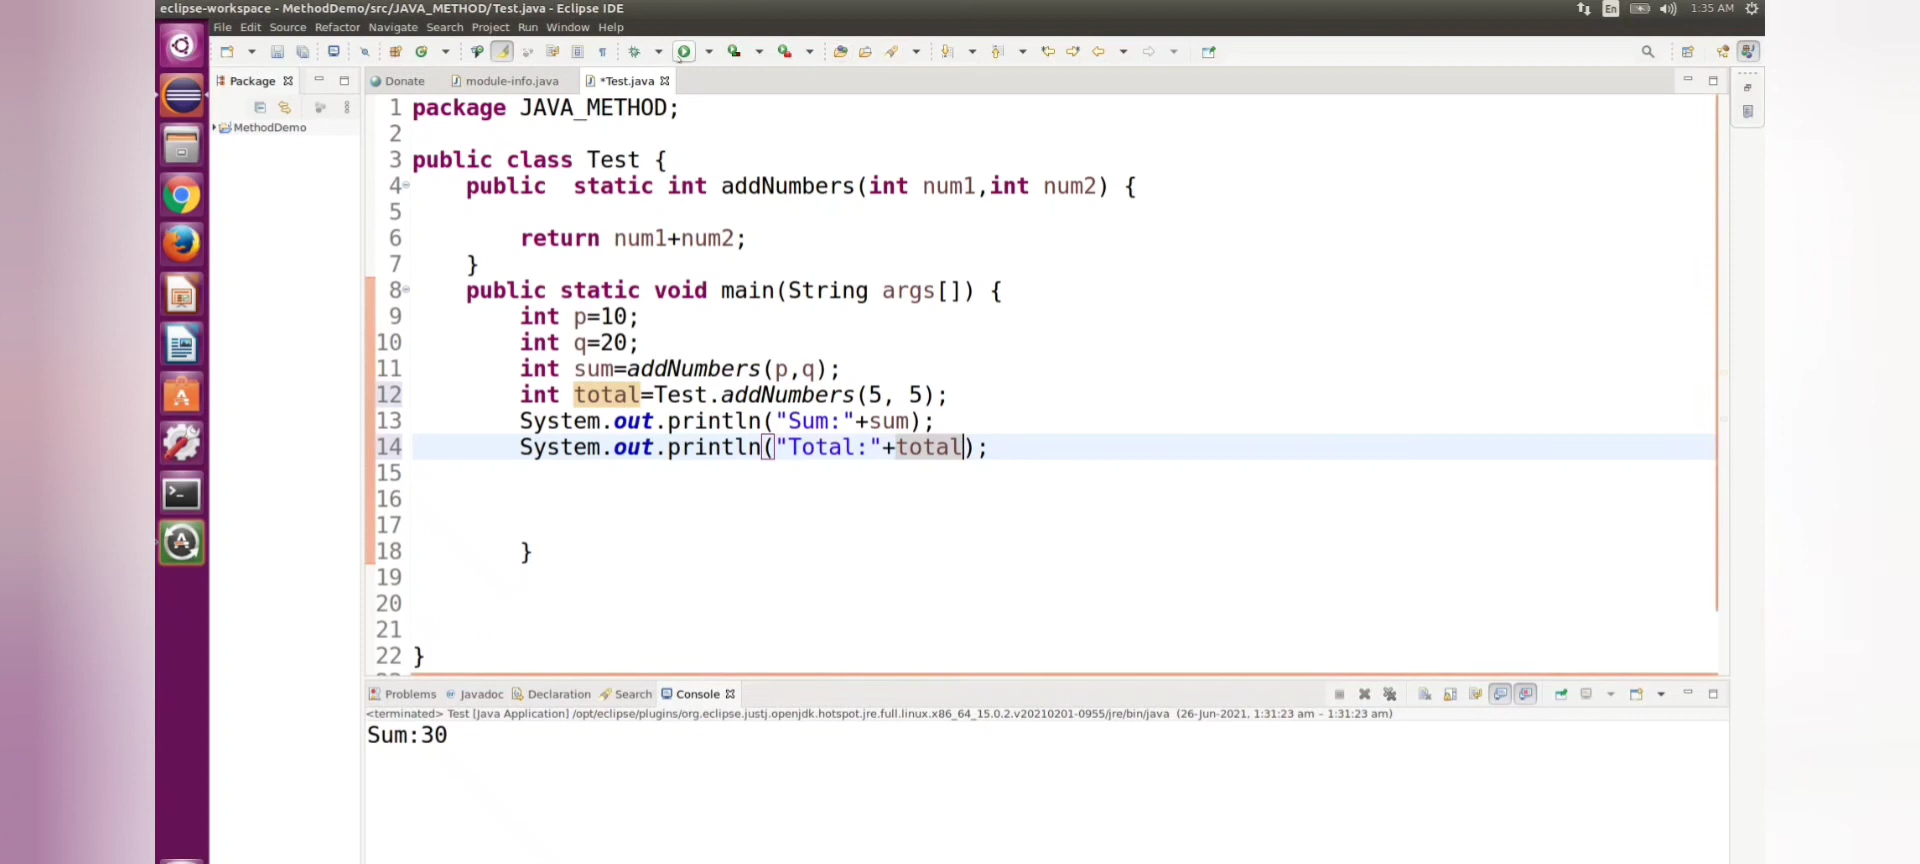 eclipse-workspace - MethodDemo/src/JAVA_METHOD/Test.java - Eclipse IDE
En
1:35 AM
File Edit Source Refactor Navigate Search Project Run Window Help
Package
Donate
module-info.java
*Test.java
MethodDemo
1 package JAVA_METHOD;
2
3 public class Test {
4 public  static int addNumbers(int num1,int num2) {
5
6 return num1+num2;
7 }
8 public static void main(String args[]) {
9 int p=10;
10 int q=20;
11 int sum=addNumbers(p,q);
12 int total=Test.addNumbers(5, 5);
13 System.out.println("Sum:"+sum);
14 System.out.println("Total:"+total);
15
16
17
18 }
19
20
21
22 }
Problems Javadoc Declaration Search Console
<terminated> Test [Java Application] /opt/eclipse/plugins/org.eclipse.justj.openjdk.hotspot.jre.full.linux.x86_64_15.0.2.v20210201-0955/jre/bin/java (26-Jun-2021, 1:31:23 am – 1:31:23 am)
Sum:30